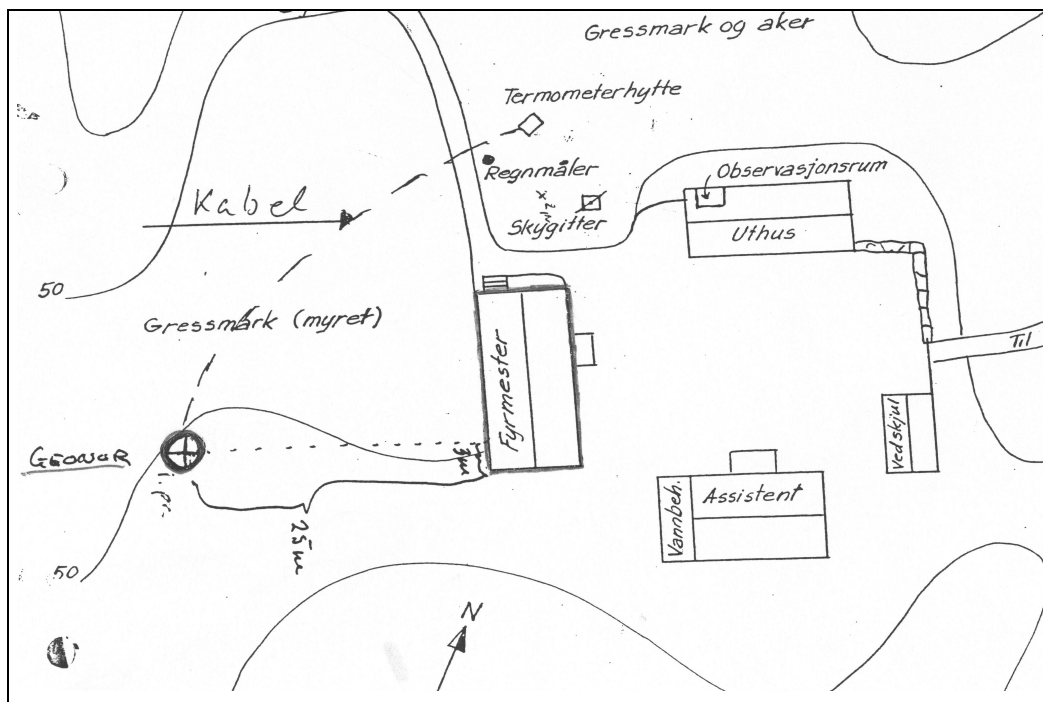 Gressmark og aker
Termometerhytte
Regnmåler
Observasjonsrum
Kabel
Skygitter
Uthus
50
Gressmark (myret)
Fyrmester
Til
GEONOR
3m
Vedskjul
25m
Vannbeh.
Assistent
50
N